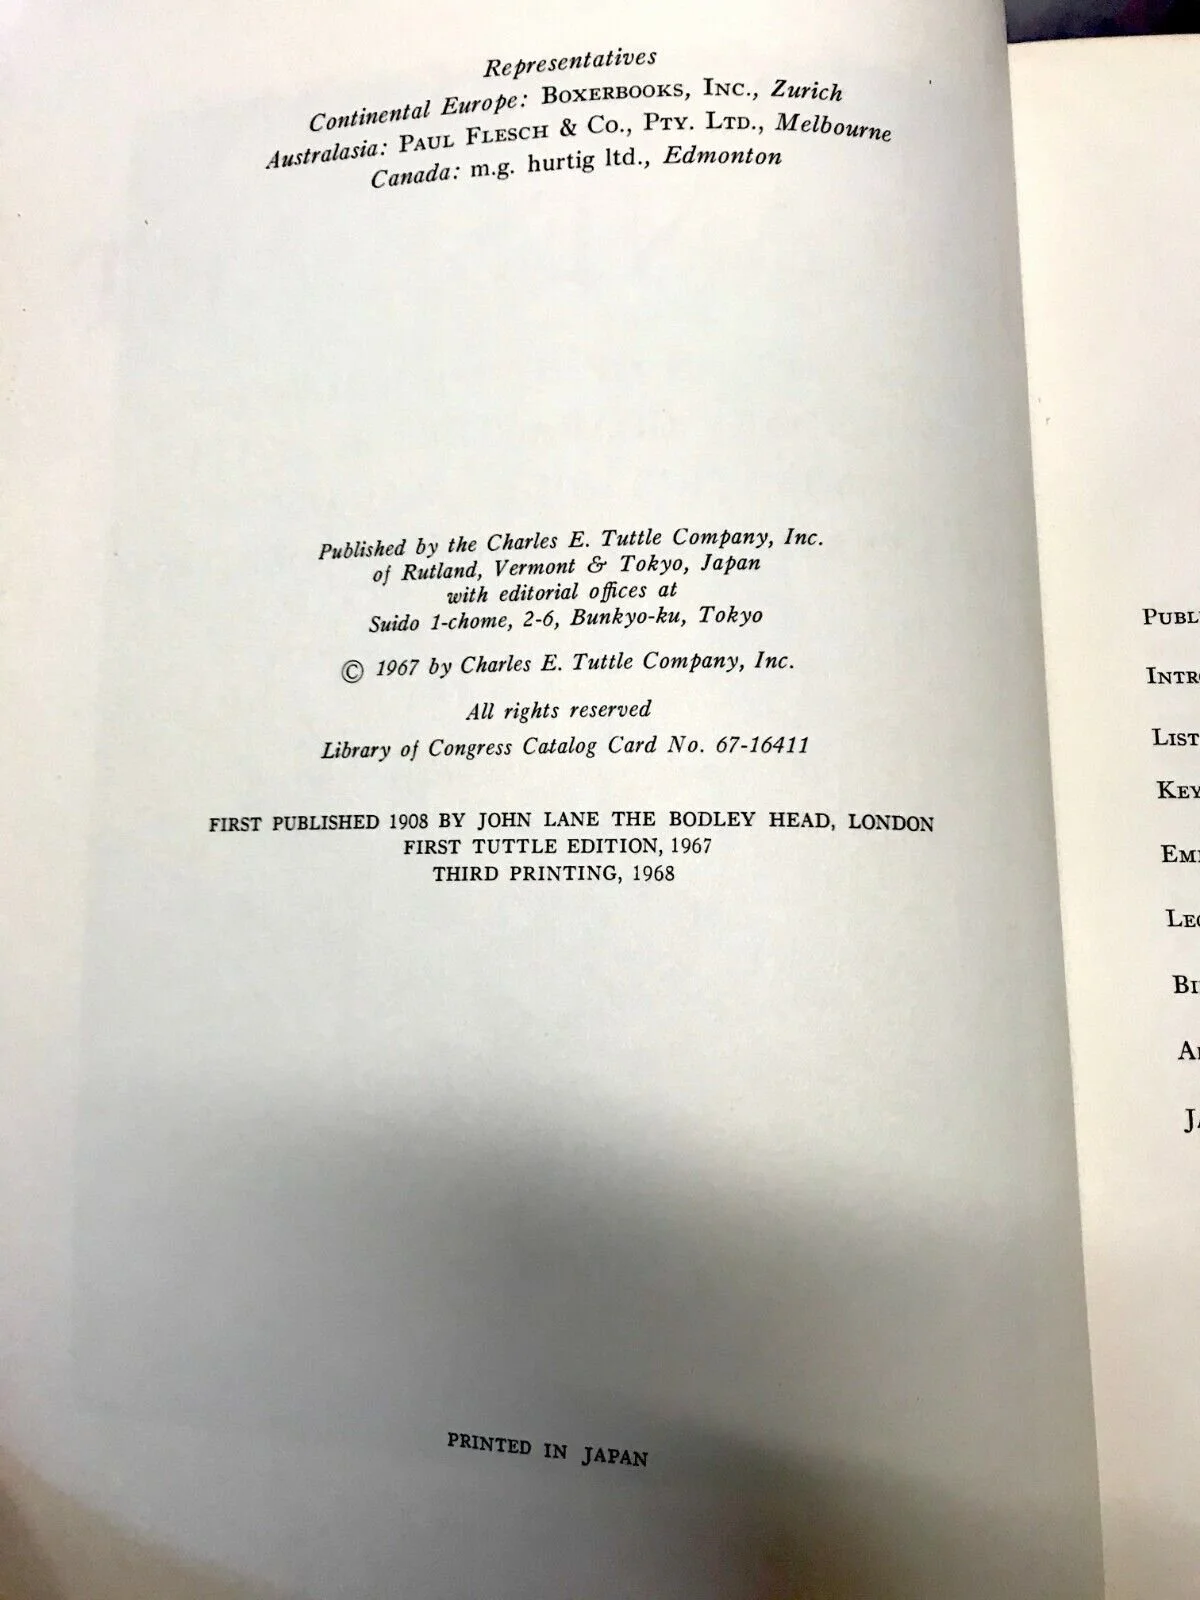 Representatives
Continental Europe: BOXERBOOKS, INC., Zurich
Australasia: PAUL FLESCH & CO., PTY. LTD., Melbourne
Canada: m.g. hurtig ltd., Edmonton
Published by the Charles E. Tuttle Company, Inc.
of Rutland, Vermont & Tokyo, Japan
with editorial offices at
Suido 1-chome, 2-6, Bunkyo-ku, Tokyo
© 1967 by Charles E. Tuttle Company, Inc.
All rights reserved
Library of Congress Catalog Card No. 67-16411
FIRST PUBLISHED 1908 BY JOHN LANE THE BODLEY HEAD, LONDON
FIRST TUTTLE EDITION, 1967
THIRD PRINTING, 1968
PRINTED IN JAPAN
LIST
KEY